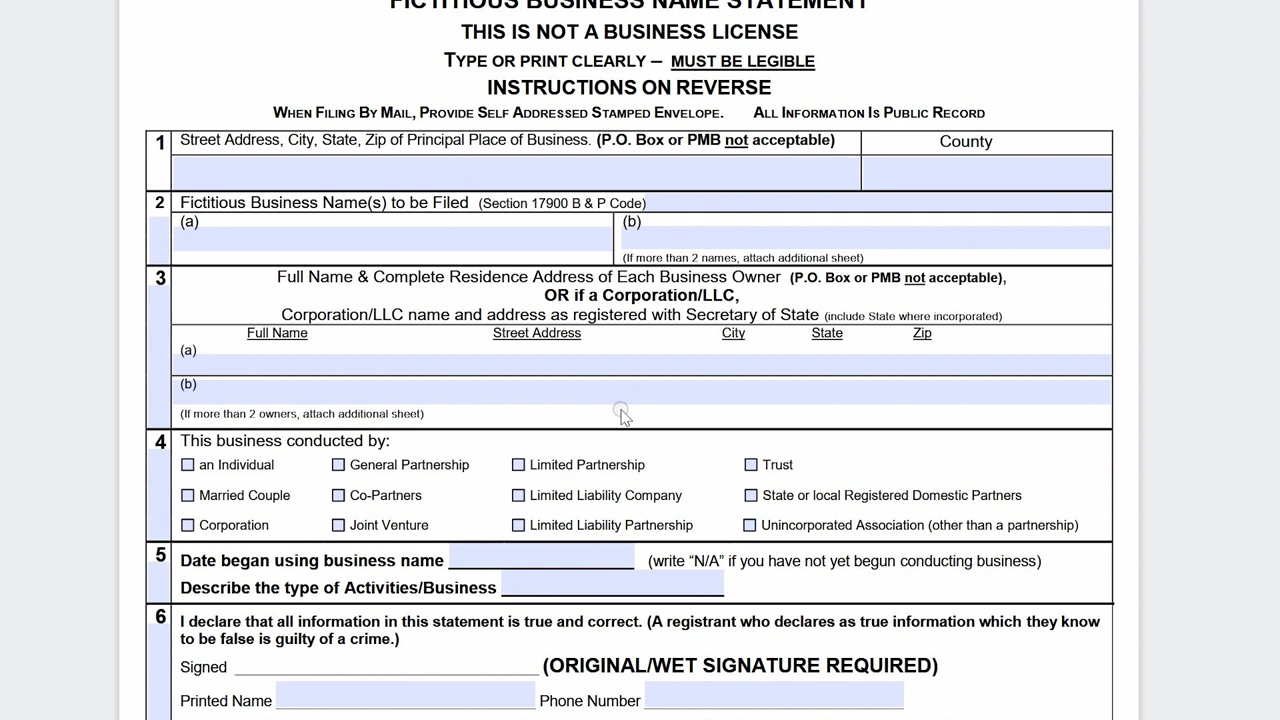 FICTITIOUS BUSINESS NAME STATEMENT
THIS IS NOT A BUSINESS LICENSE
TYPE OR PRINT CLEARLY – MUST BE LEGIBLE
INSTRUCTIONS ON REVERSE
WHEN FILING BY MAIL, PROVIDE SELF ADDRESSED STAMPED ENVELOPE. ALL INFORMATION IS PUBLIC RECORD
1 Street Address, City, State, Zip of Principal Place of Business. (P.O. Box or PMB not acceptable) County
2 Fictitious Business Name(s) to be Filed (Section 17900 B & P Code)
(a) (b)
(If more than 2 names, attach additional sheet)
3 Full Name & Complete Residence Address of Each Business Owner (P.O. Box or PMB not acceptable),
OR if a Corporation/LLC,
Corporation/LLC name and address as registered with Secretary of State (include State where incorporated)
Full Name Street Address City State Zip
(a)
(b)
(If more than 2 owners, attach additional sheet)
4 This business conducted by:
an Individual General Partnership Limited Partnership Trust
Married Couple Co-Partners Limited Liability Company State or local Registered Domestic Partners
Corporation Joint Venture Limited Liability Partnership Unincorporated Association (other than a partnership)
5 Date began using business name (write “N/A” if you have not yet begun conducting business)
Describe the type of Activities/Business
6 I declare that all information in this statement is true and correct. (A registrant who declares as true information which they know
to be false is guilty of a crime.)
Signed (ORIGINAL/WET SIGNATURE REQUIRED)
Printed Name Phone Number